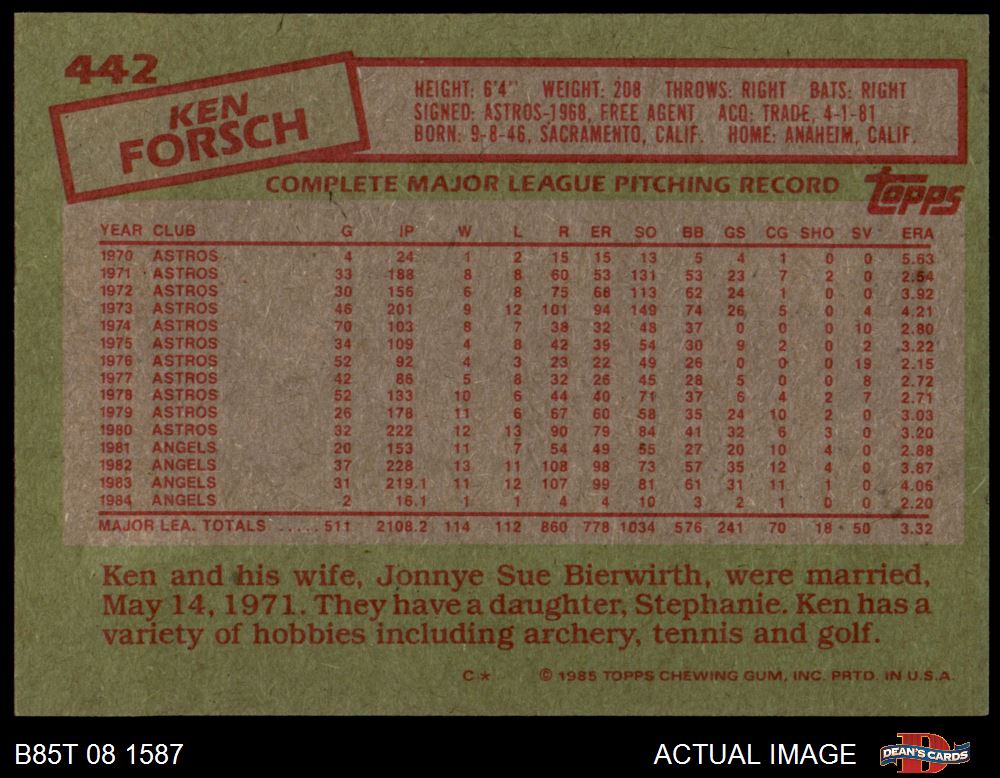 442
KEN
FORSCH
HEIGHT: 6'4" WEIGHT: 208 THROWS: RIGHT BATS: RIGHT
SIGNED: ASTROS-1968, FREE AGENT ACQ: TRADE, 4-1-81
BORN: 9-8-46, SACRAMENTO, CALIF. HOME: ANAHEIM, CALIF.
COMPLETE MAJOR LEAGUE PITCHING RECORD
topps
YEAR CLUB G IP W L R ER SO BB GS CG SHO SV ERA
1970 ASTROS 4 24 1 2 15 15 13 5 4 1 0 0 5.63
1971 ASTROS 33 188 8 8 60 53 131 53 23 7 2 0 2.54
1972 ASTROS 30 156 6 8 75 68 113 62 24 1 0 0 3.92
1973 ASTROS 46 201 9 12 101 94 149 74 26 5 0 4 4.21
1974 ASTROS 70 103 8 7 38 32 48 37 0 0 0 10 2.80
1975 ASTROS 34 109 4 8 42 39 54 30 9 2 0 2 3.22
1976 ASTROS 52 92 4 3 23 22 49 26 0 0 0 19 2.15
1977 ASTROS 42 86 5 8 32 26 45 28 5 0 0 8 2.72
1978 ASTROS 52 133 10 6 44 40 71 37 6 4 2 7 2.71
1979 ASTROS 26 178 11 6 67 60 58 35 24 10 2 0 3.03
1980 ASTROS 32 222 12 13 90 79 84 41 32 6 3 0 3.20
1981 ANGELS 20 153 11 7 54 49 55 27 20 10 4 0 2.88
1982 ANGELS 37 228 13 11 108 98 73 57 35 12 4 0 3.87
1983 ANGELS 31 219.1 11 12 107 99 81 61 31 11 1 0 4.06
1984 ANGELS 2 16.1 1 1 4 4 10 3 2 1 0 0 2.20
MAJOR LEA. TOTALS ..... 511 2108.2 114 112 860 778 1034 576 241 70 18 50 3.32
Ken and his wife, Jonnye Sue Bierwirth, were married,
May 14, 1971. They have a daughter, Stephanie. Ken has a
variety of hobbies including archery, tennis and golf.
C* © 1985 TOPPS CHEWING GUM, INC. PRTD. IN U.S.A.
B85T 08 1587 ACTUAL IMAGE D DEAN'S CARDS